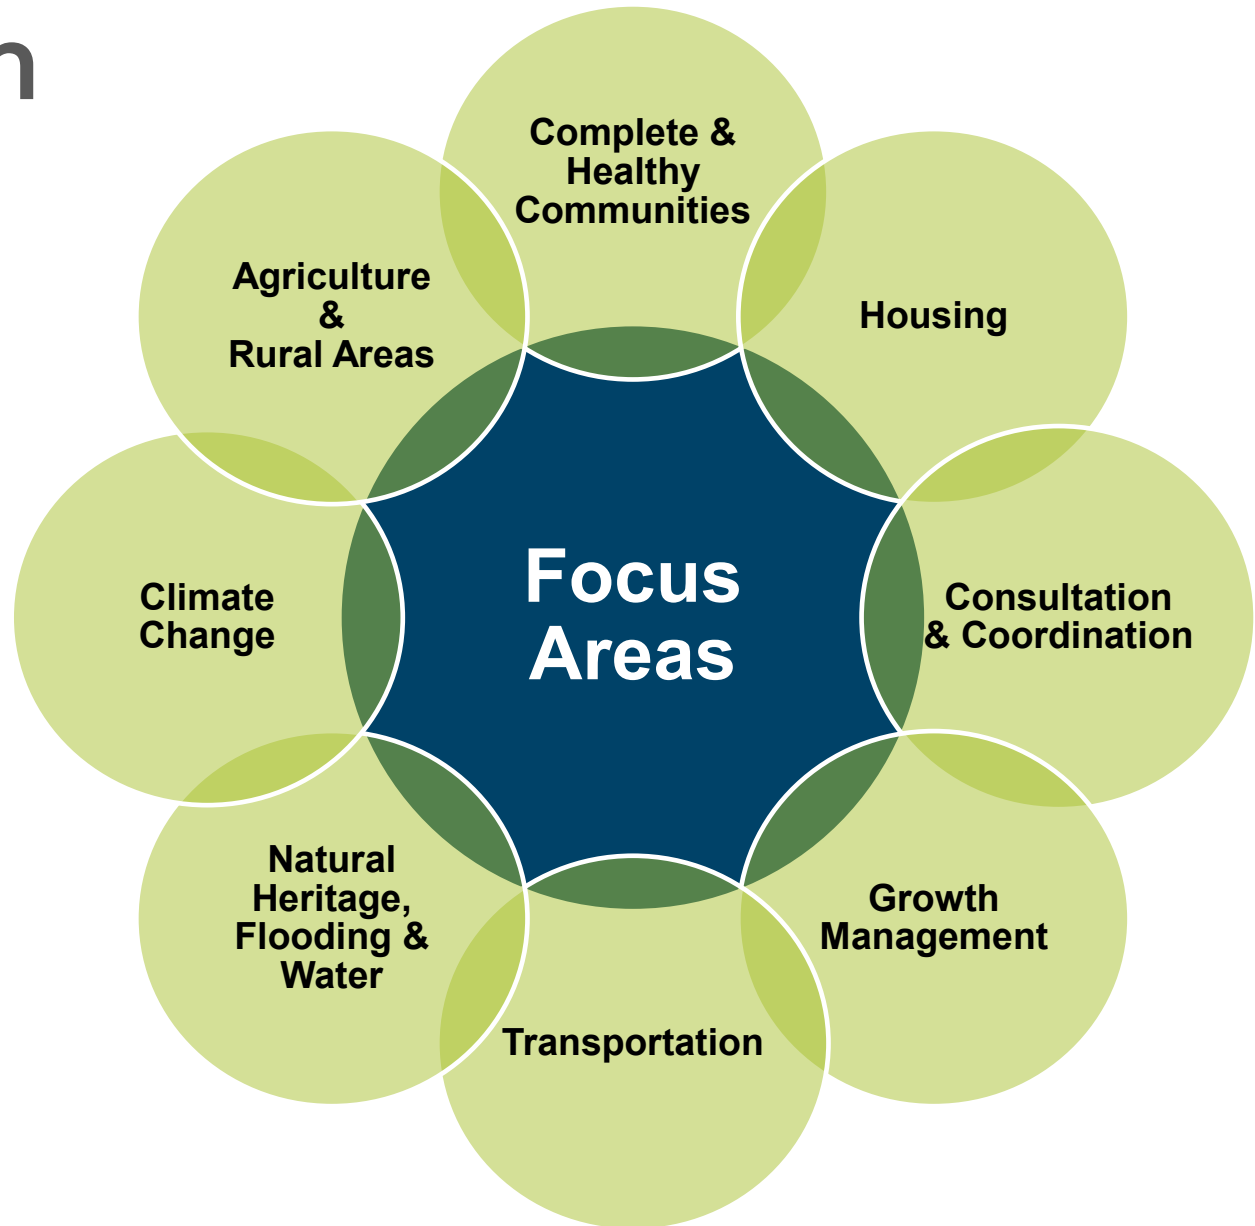 n
Complete &
Healthy
Communities
Housing
Consultation
& Coordination
Growth
Management
Transportation
Natural
Heritage,
Flooding &
Water
Climate
Change
Agriculture
&
Rural Areas
Focus
Areas